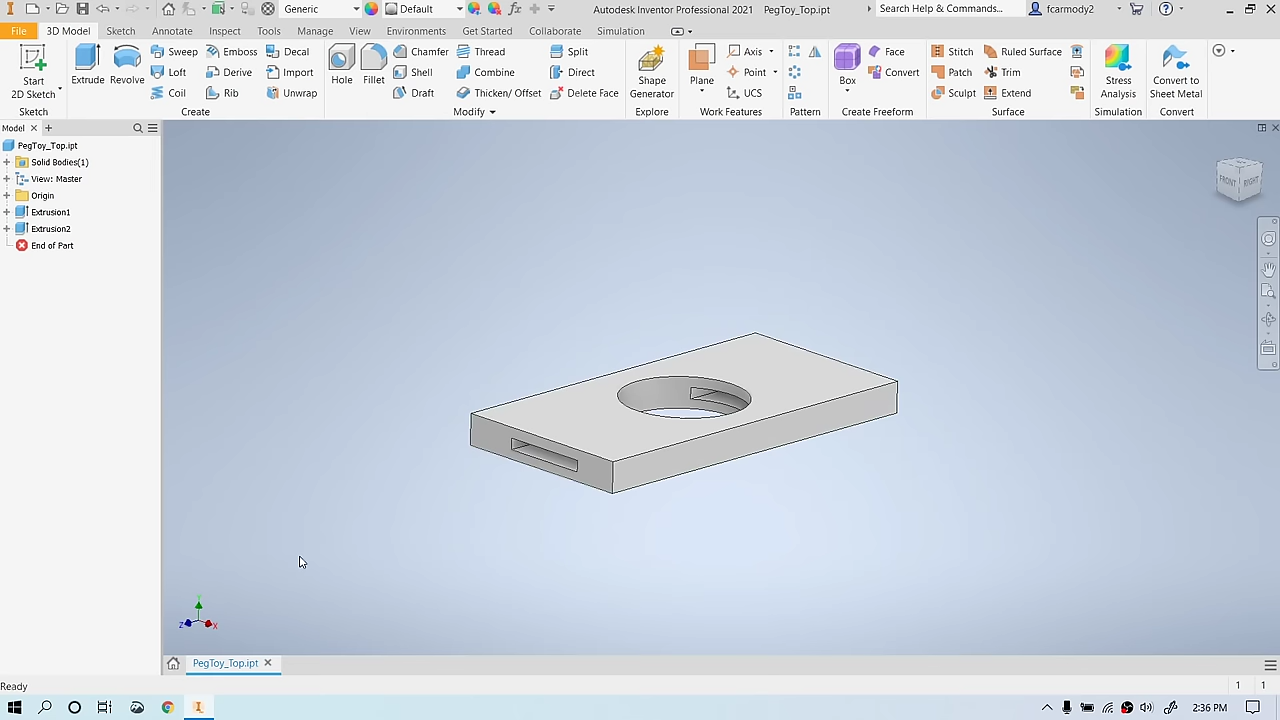 Generic
Default
Autodesk Inventor Professional 2021 PegToy_Top.ipt
Search Help & Commands...
fcarmody2
File 3D Model Sketch Annotate Inspect Tools Manage View Environments Get Started Collaborate Simulation
Start
2D Sketch
Sketch
Extrude
Revolve
Sweep
Loft
Coil
Emboss
Derive
Rib
Decal
Import
Unwrap
Create
Hole
Fillet
Chamfer
Shell
Draft
Thread
Combine
Thicken/ Offset
Split
Direct
Delete Face
Modify
Shape
Generator
Explore
Plane
Axis
Point
UCS
Work Features
Pattern
Box
Face
Convert
Create Freeform
Stitch
Patch
Sculpt
Ruled Surface
Trim
Extend
Surface
Stress
Analysis
Simulation
Convert to
Sheet Metal
Convert
Model
PegToy_Top.ipt
Solid Bodies(1)
View: Master
Origin
Extrusion1
Extrusion2
End of Part
FRONT RIGHT
Y
Z
X
PegToy_Top.ipt
Ready
1 1
2:36 PM